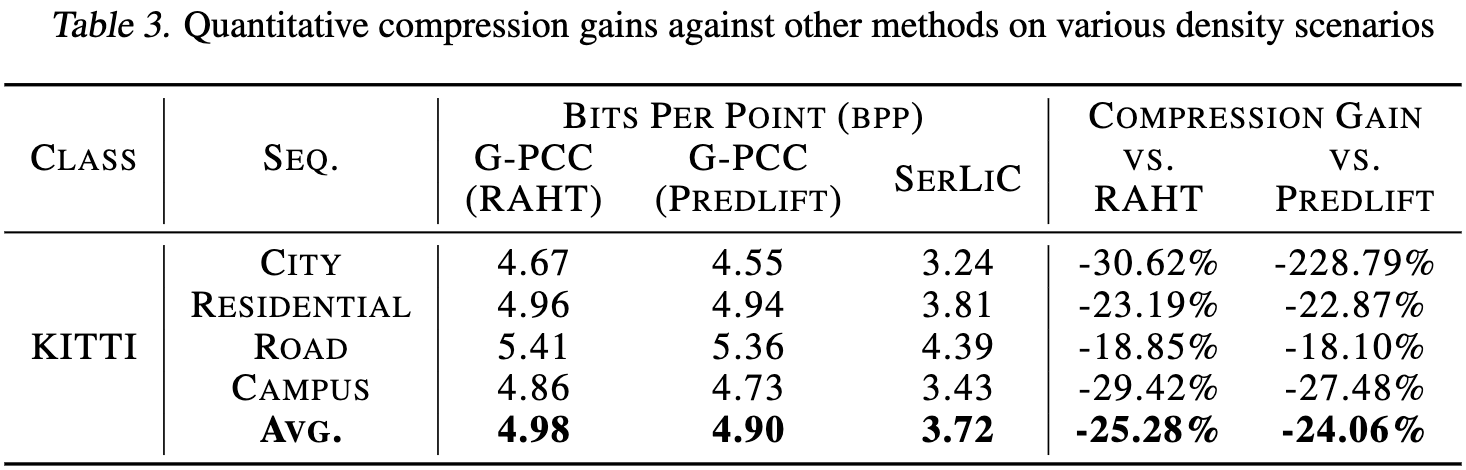 Table 3. Quantitative compression gains against other methods on various density scenarios
CLASS SEQ. BITS PER POINT (BPP) COMPRESSION GAIN
G-PCC (RAHT) G-PCC (PREDLIFT) SERLIC VS. RAHT VS. PREDLIFT
KITTI
CITY 4.67 4.55 3.24 -30.62% -228.79%
RESIDENTIAL 4.96 4.94 3.81 -23.19% -22.87%
ROAD 5.41 5.36 4.39 -18.85% -18.10%
CAMPUS 4.86 4.73 3.43 -29.42% -27.48%
AVG. 4.98 4.90 3.72 -25.28% -24.06%